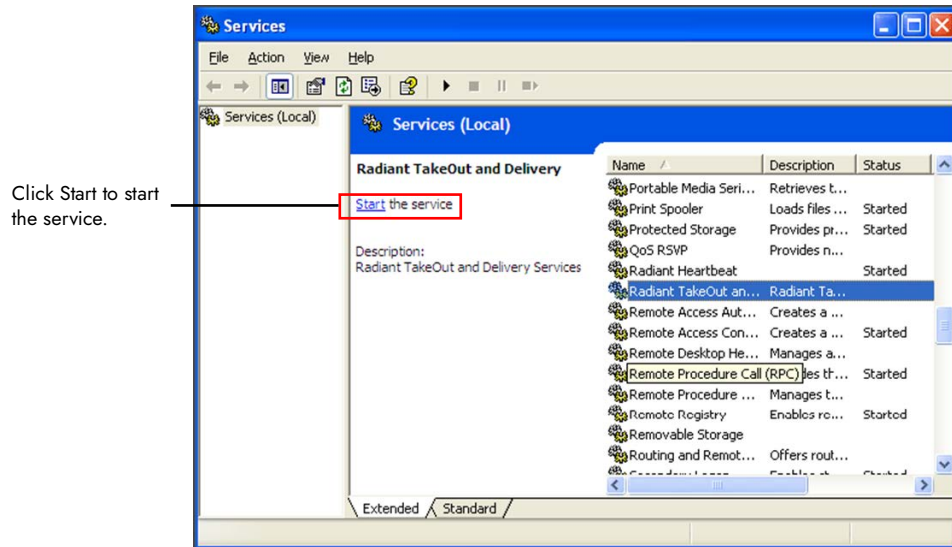 Services
File Action View Help
Services (Local)
Services (Local)
Click Start to start
the service.
Radiant TakeOut and Delivery
Start the service
Description:
Radiant TakeOut and Delivery Services
Name Description Status
Portable Media Seri... Retrieves t...
Print Spooler Loads files ... Started
Protected Storage Provides pr... Started
QoS RSVP Provides n...
Radiant Heartbeat Started
Radiant TakeOut an... Radiant Ta...
Remote Access Aut... Creates a ...
Remote Access Con... Creates a ... Started
Remote Desktop He... Manages a...
Remote Procedure Call (RPC) des th... Started
Remote Procedure ... Manages t...
Remote Registry Enables re... Started
Removable Storage
Routing and Remot... Offers rout...
Extended Standard